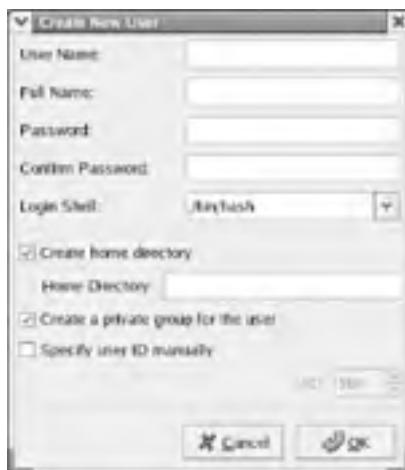 Create New User
User Name:
Full Name:
Password:
Confirm Password:
Login Shell: /bin/bash
Create home directory
Home Directory:
Create a private group for the user
Specify user ID manually
UID:
Cancel OK